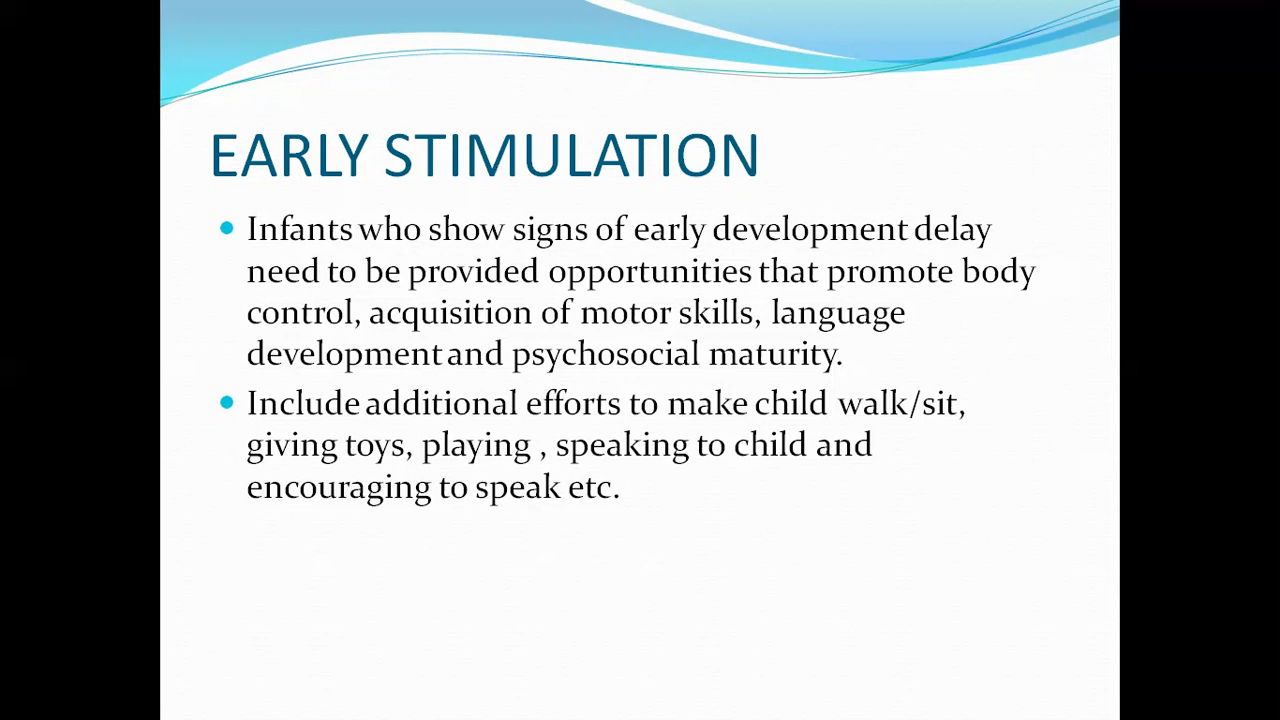 EARLY STIMULATION
• Infants who show signs of early development delay
need to be provided opportunities that promote body
control, acquisition of motor skills, language
development and psychosocial maturity.
• Include additional efforts to make child walk/sit,
giving toys, playing , speaking to child and
encouraging to speak etc.